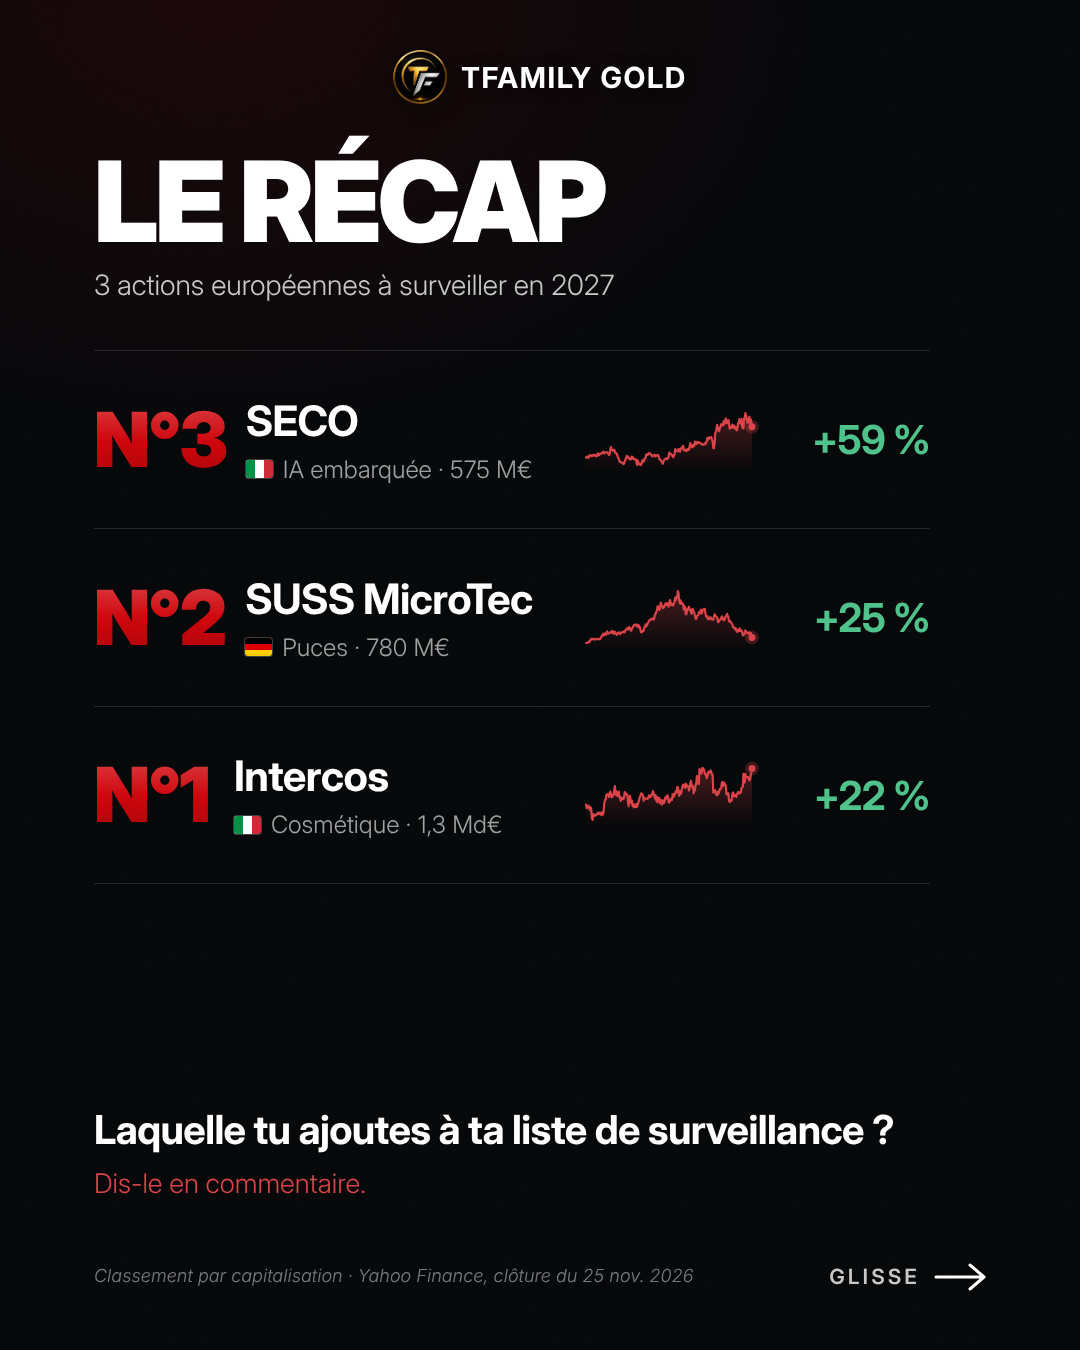 TF TFAMILY GOLD
LE RÉCAP
3 actions européennes à surveiller en 2027
N°3 SECO +59 %
IA embarquée · 575 M€
N°2 SUSS MicroTec +25 %
Puces · 780 M€
N°1 Intercos +22 %
Cosmétique · 1,3 Md€
Laquelle tu ajoutes à ta liste de surveillance ?
Dis-le en commentaire.
Classement par capitalisation · Yahoo Finance, clôture du 25 nov. 2026
GLISSE